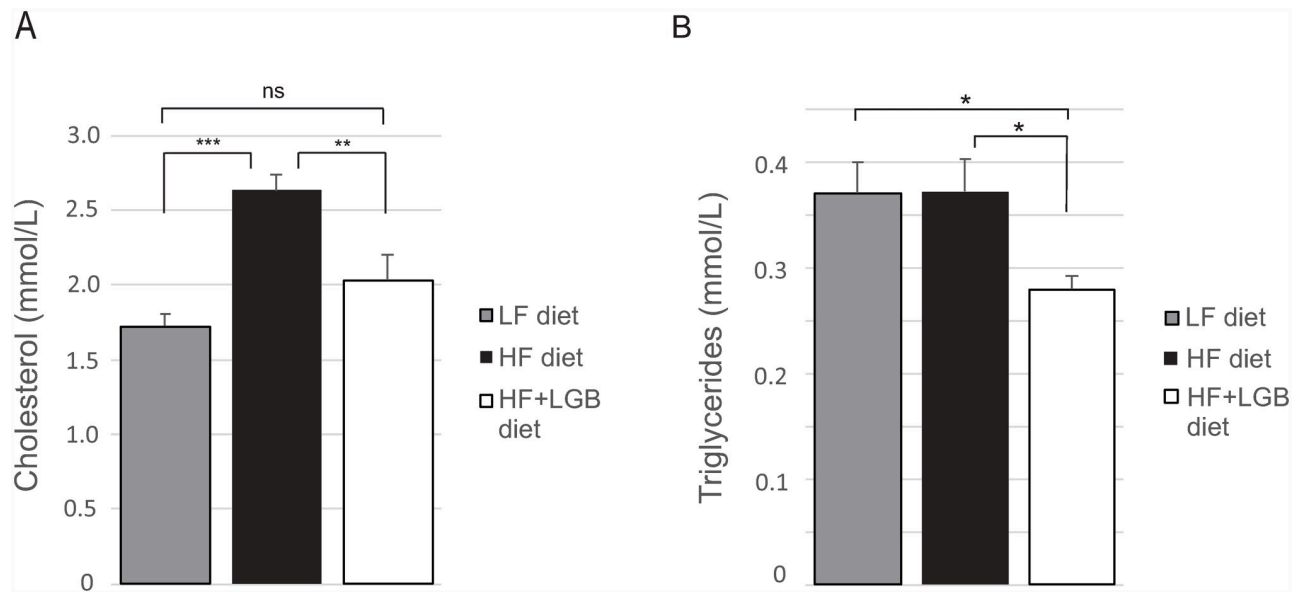 A
ns
***
**
3.0
2.5
2.0
1.5
1.0
0.5
0
Cholesterol (mmol/L)
LF diet
HF diet
HF+LGB
diet
B
*
*
0.4
0.3
0.2
0.1
0
Triglycerides (mmol/L)
LF diet
HF diet
HF+LGB
diet